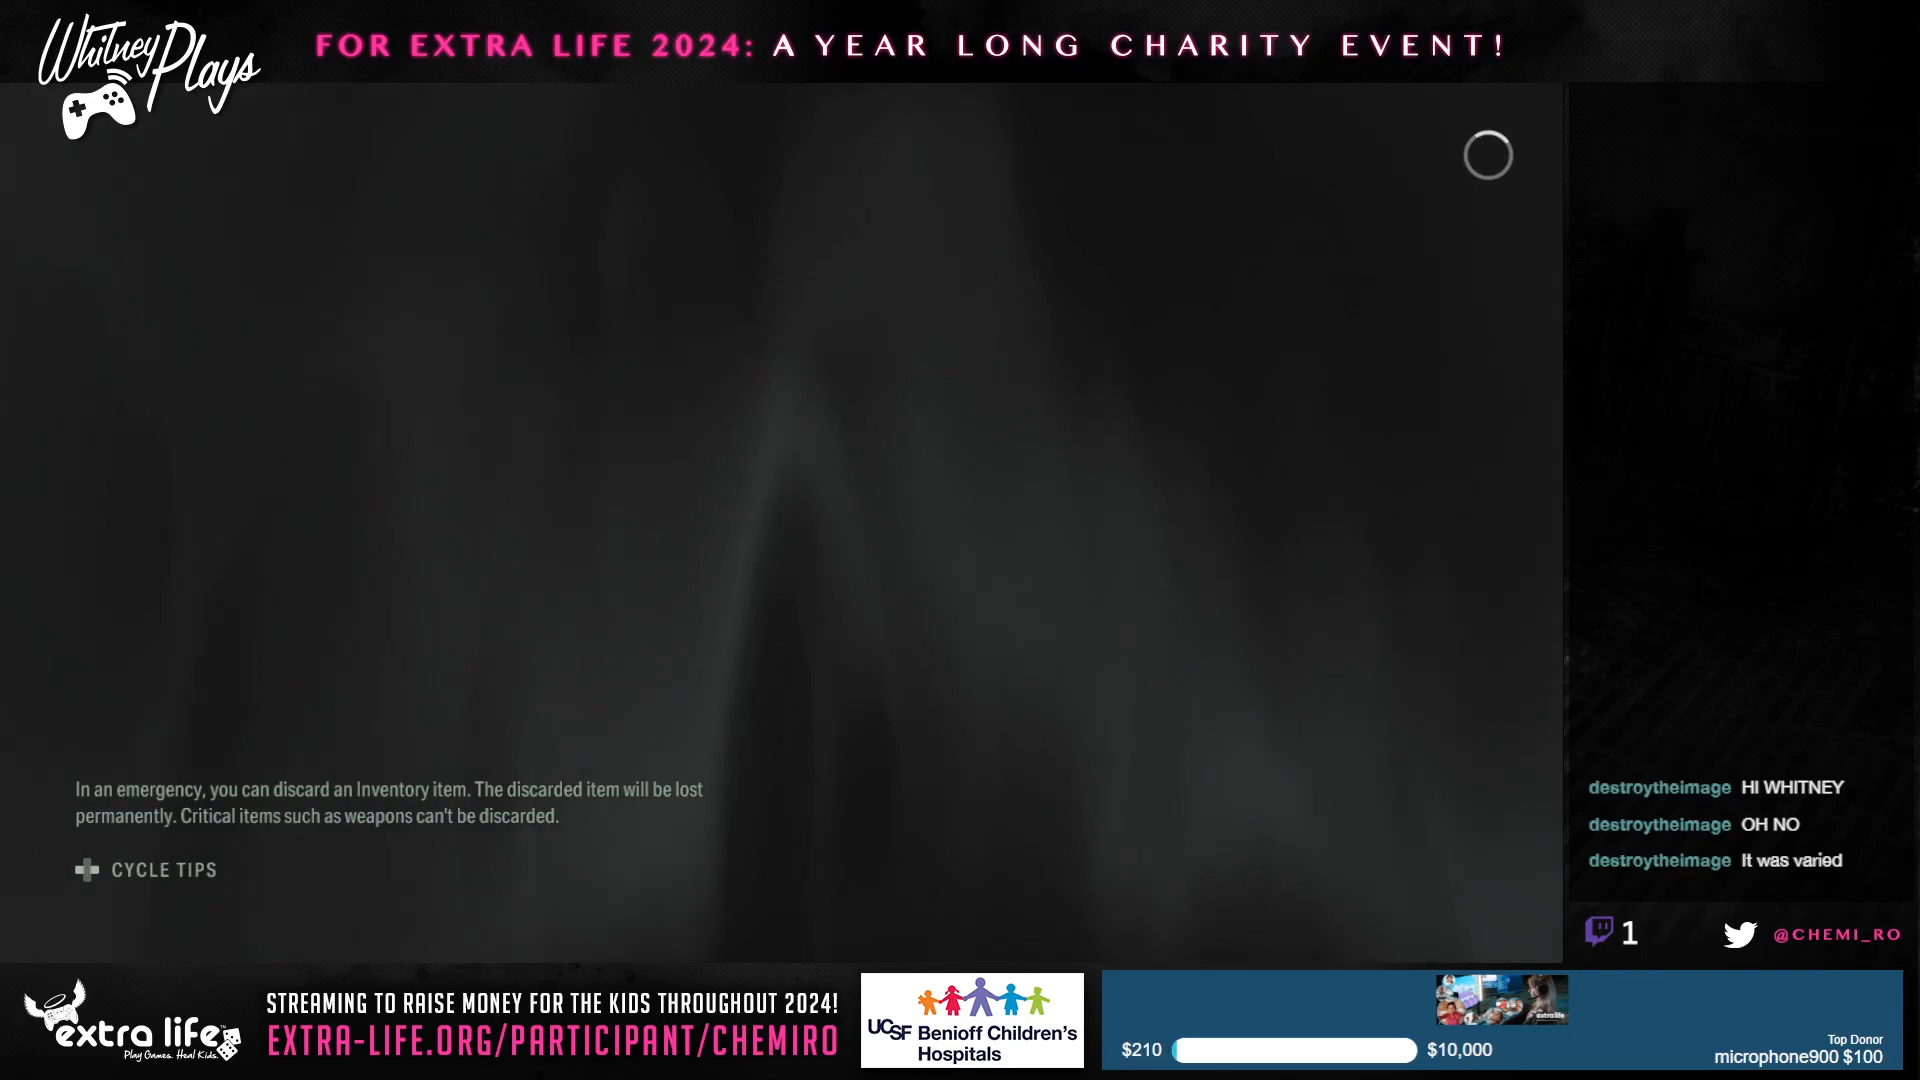 Whitney Plays
FOR EXTRA LIFE 2024: A YEAR LONG CHARITY EVENT!
In an emergency, you can discard an Inventory item. The discarded item will be lost
permanently. Critical items such as weapons can't be discarded.
CYCLE TIPS
destroytheimage HI WHITNEY
destroytheimage OH NO
destroytheimage It was varied
1
@CHEMI_RO
extra life
Play Games. Heal Kids.
STREAMING TO RAISE MONEY FOR THE KIDS THROUGHOUT 2024!
EXTRA-LIFE.ORG/PARTICIPANT/CHEMIRO
UCSF Benioff Children's
Hospitals
extra life
$210
$10,000
Top Donor
microphone900 $100